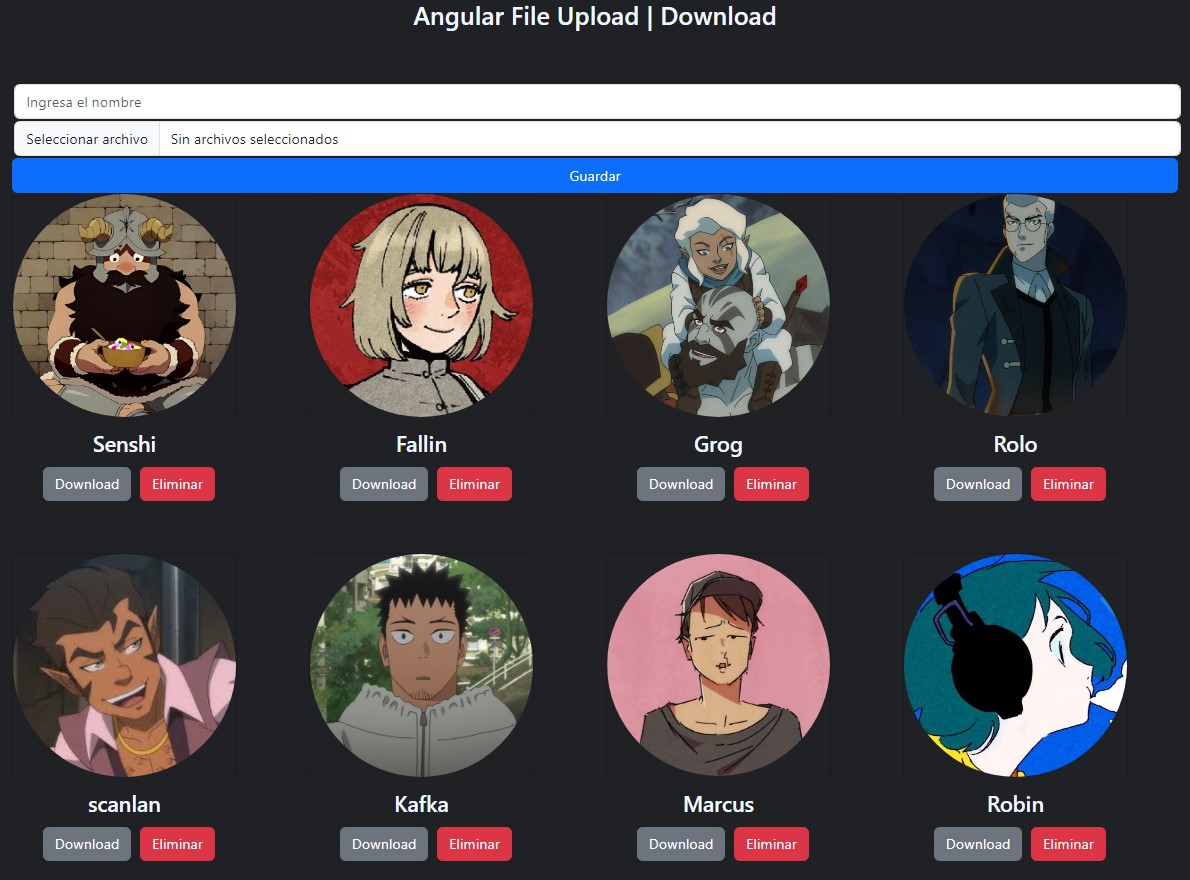 Angular File Upload | Download
Ingresa el nombre
Seleccionar archivo Sin archivos seleccionados
Guardar
Senshi Fallin Grog Rolo
Download Eliminar Download Eliminar Download Eliminar Download Eliminar
scanlan Kafka Marcus Robin
Download Eliminar Download Eliminar Download Eliminar Download Eliminar